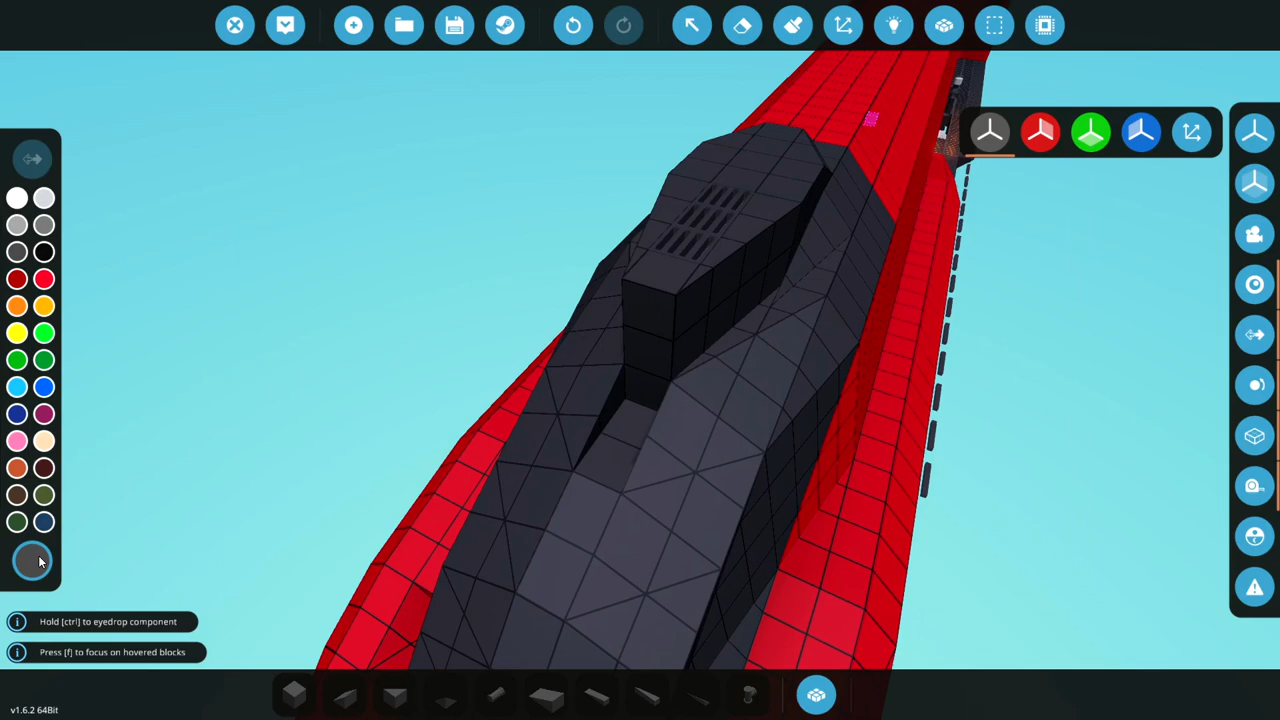 Hold [ctrl] to eyedrop component
Press [f] to focus on hovered blocks
v1.6.2 64Bit